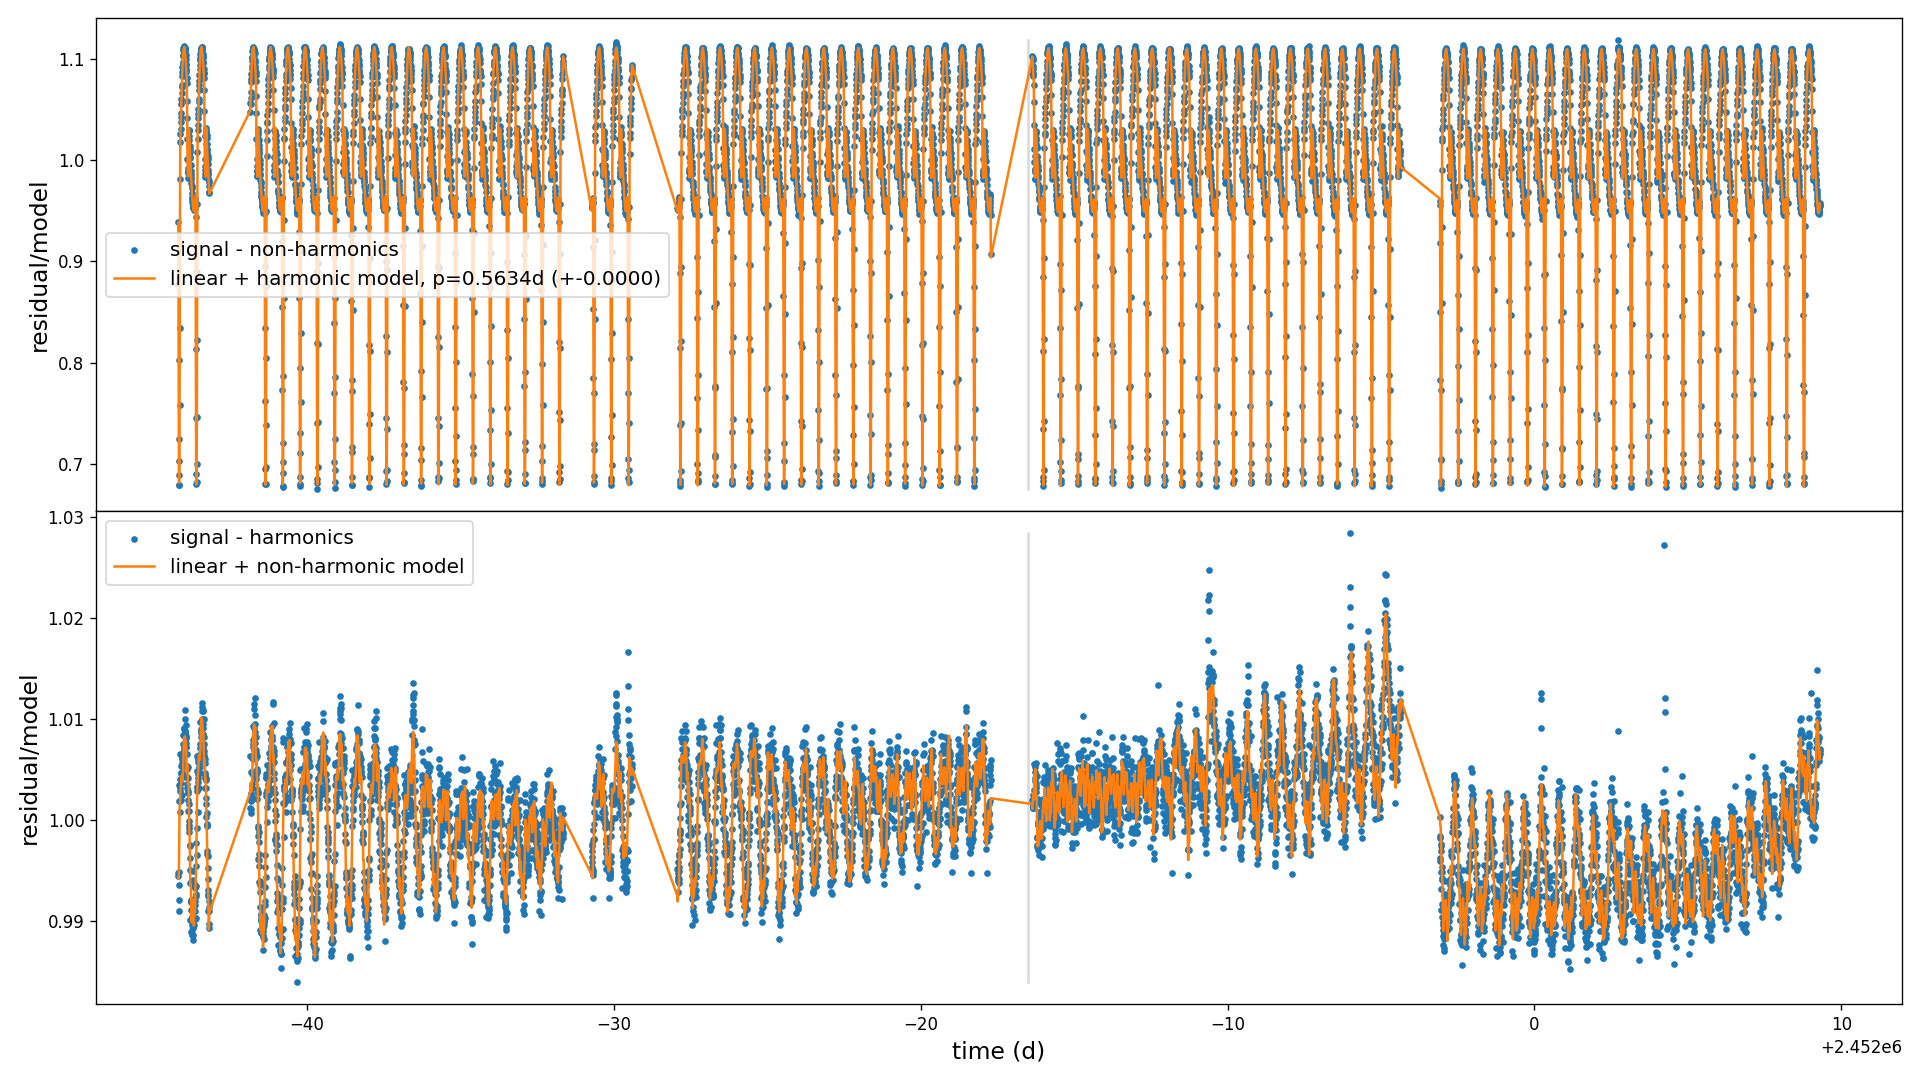 1.1
1.0
0.9
0.8
0.7
residual/model
signal - non-harmonics
linear + harmonic model, p=0.5634d (+-0.0000)
1.03
1.02
1.01
1.00
0.99
residual/model
signal - harmonics
linear + non-harmonic model
−40
−30
−20
−10
0
10
time (d)
+2.452e6